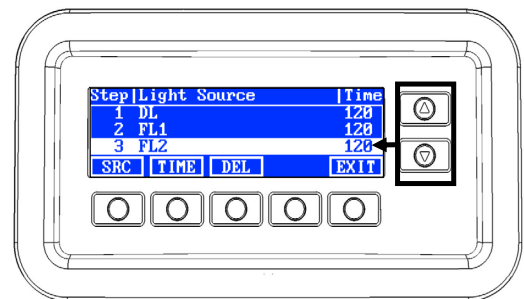 Step|Light Source |Time
1 DL 120
2 FL1 120
3 FL2 120
SRC TIME DEL EXIT